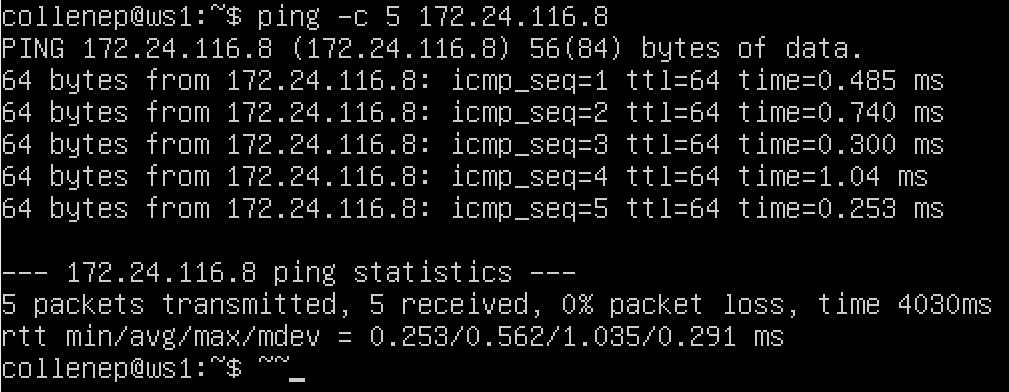 collenep@ws1:~$ ping -c 5 172.24.116.8
PING 172.24.116.8 (172.24.116.8) 56(84) bytes of data.
64 bytes from 172.24.116.8: icmp_seq=1 ttl=64 time=0.485 ms
64 bytes from 172.24.116.8: icmp_seq=2 ttl=64 time=0.740 ms
64 bytes from 172.24.116.8: icmp_seq=3 ttl=64 time=0.300 ms
64 bytes from 172.24.116.8: icmp_seq=4 ttl=64 time=1.04 ms
64 bytes from 172.24.116.8: icmp_seq=5 ttl=64 time=0.253 ms
--- 172.24.116.8 ping statistics ---
5 packets transmitted, 5 received, 0% packet loss, time 4030ms
rtt min/avg/max/mdev = 0.253/0.562/1.035/0.291 ms
collenep@ws1:~$ ~~_